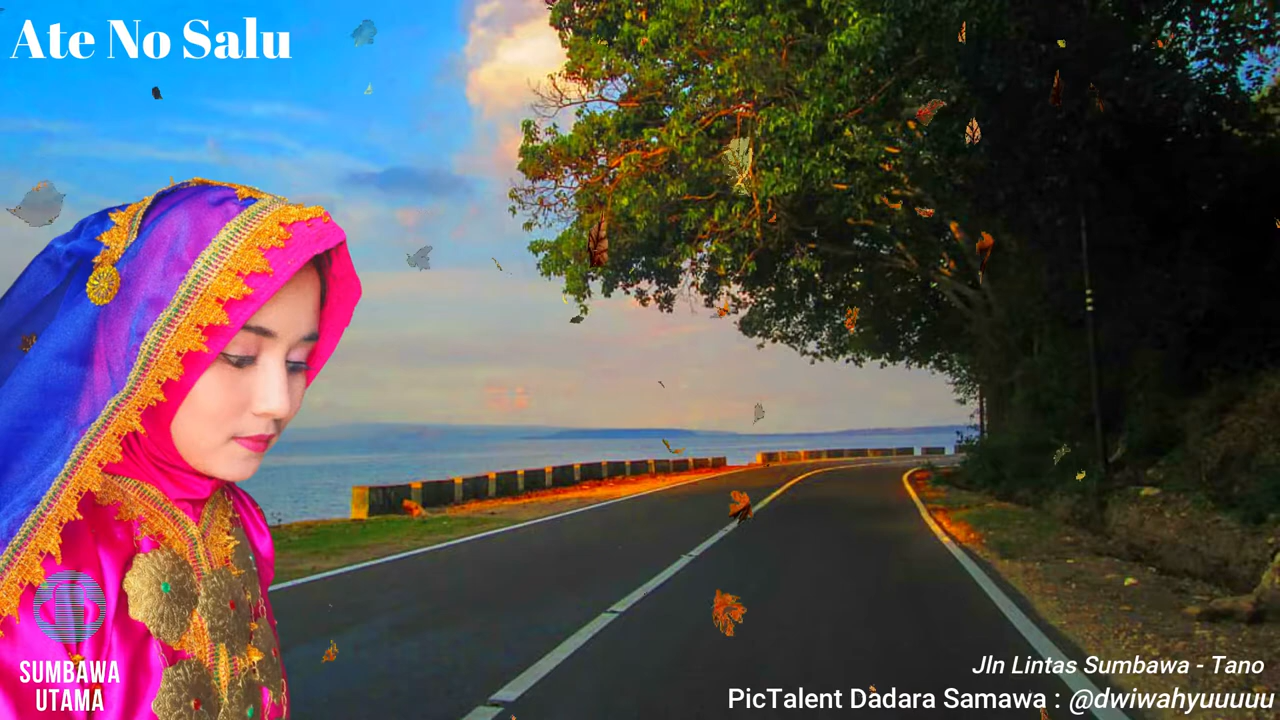 Ate No Salu
SUMBAWA
UTAMA
Jln Lintas Sumbawa - Tano
PicTalent Dadara Samawa : @dwiwahyuuuuu